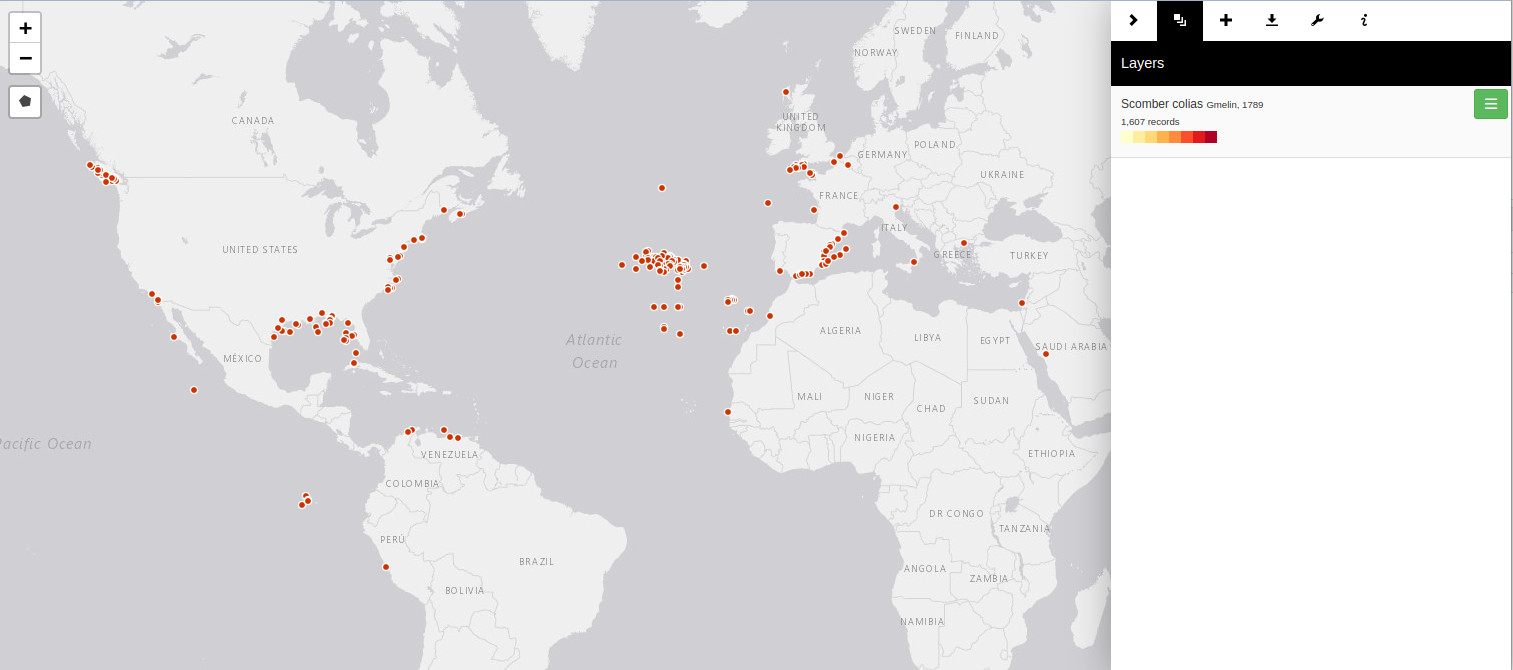 +
−
Layers
Scomber colias Gmelin, 1789
1,607 records
SWEDEN
FINLAND
NORWAY
CANADA
UNITED
KINGDOM
POLAND
GERMANY
UKRAINE
FRANCE
ITALY
UNITED STATES
GREECE
TURKEY
ALGERIA
LIBYA
EGYPT
Atlantic
Ocean
SAUDI ARABIA
MÉXICO
MALI
NIGER
SUDAN
CHAD
NIGERIA
Pacific Ocean
VENEZUELA
ETHIOPIA
COLOMBIA
DR CONGO
TANZANIA
PERÚ
BRAZIL
ANGOLA
ZAMBIA
BOLIVIA
NAMIBIA